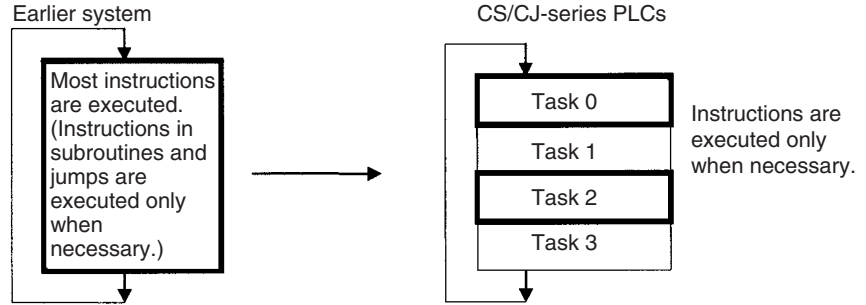 Earlier system
Most instructions
are executed.
(Instructions in
subroutines and
jumps are
executed only
when
necessary.)
CS/CJ-series PLCs
Task 0
Task 1
Task 2
Task 3
Instructions are
executed only
when necessary.